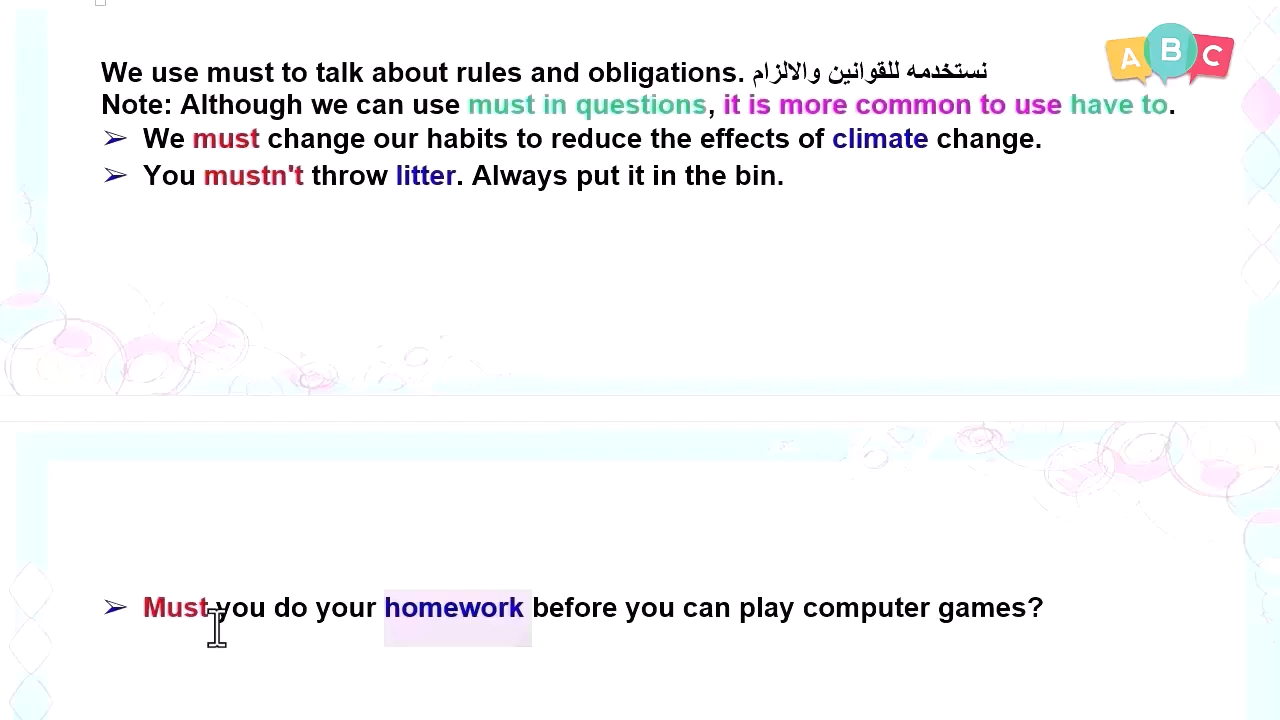 A B C
We use must to talk about rules and obligations. نستخدمه للقوانين والالزام
Note: Although we can use must in questions, it is more common to use have to.
➢ We must change our habits to reduce the effects of climate change.
➢ You mustn't throw litter. Always put it in the bin.
➢ Must you do your homework before you can play computer games?